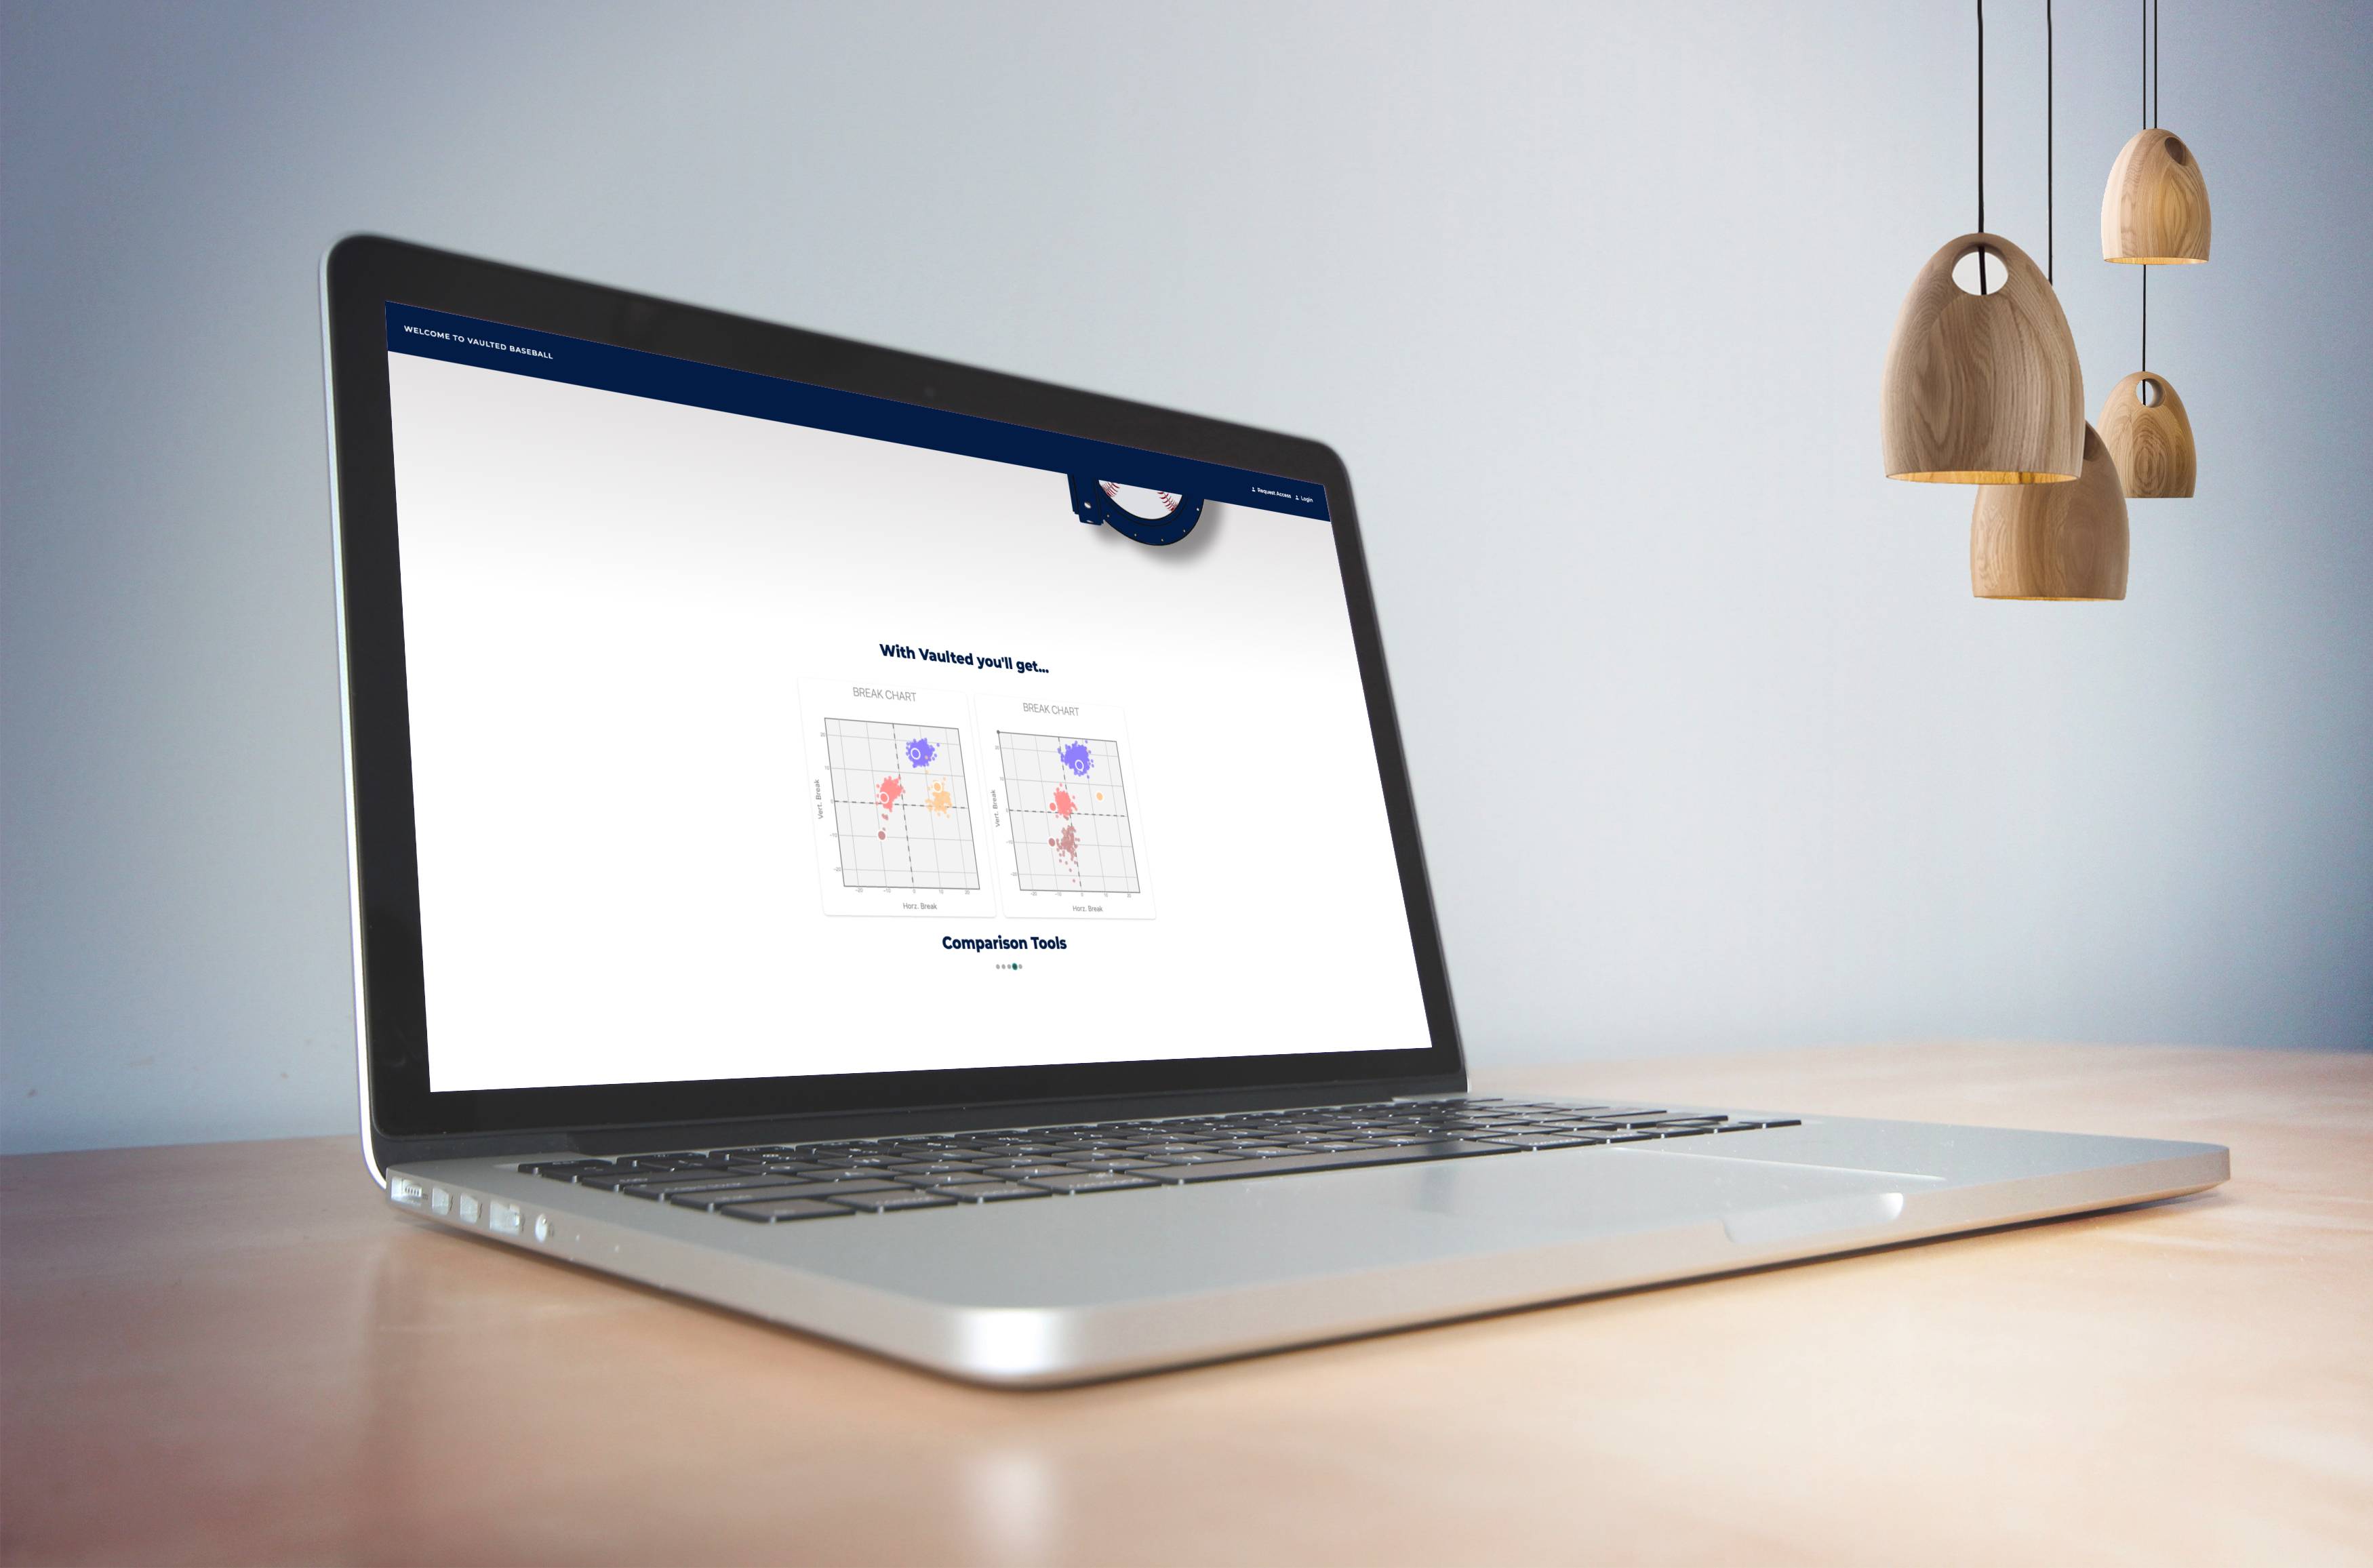 WELCOME TO VAULTED BASEBALL
Request Access
Login
With Vaulted you'll get...
BREAK CHART
BREAK CHART
Vert. Break
Horz. Break
Vert. Break
Horz. Break
Comparison Tools